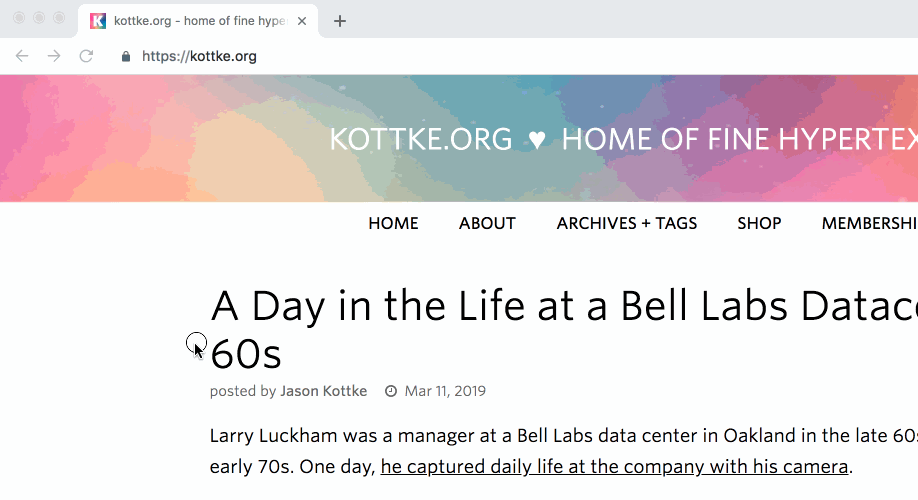 kottke.org - home of fine hype
https://kottke.org
KOTTKE.ORG ♥ HOME OF FINE HYPERTEX
HOME ABOUT ARCHIVES + TAGS SHOP MEMBERSHI
A Day in the Life at a Bell Labs Datac
60s
posted by Jason Kottke Mar 11, 2019
Larry Luckham was a manager at a Bell Labs data center in Oakland in the late 60s
early 70s. One day, he captured daily life at the company with his camera.